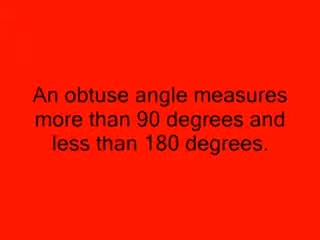 An obtuse angle measures
more than 90 degrees and
less than 180 degrees.